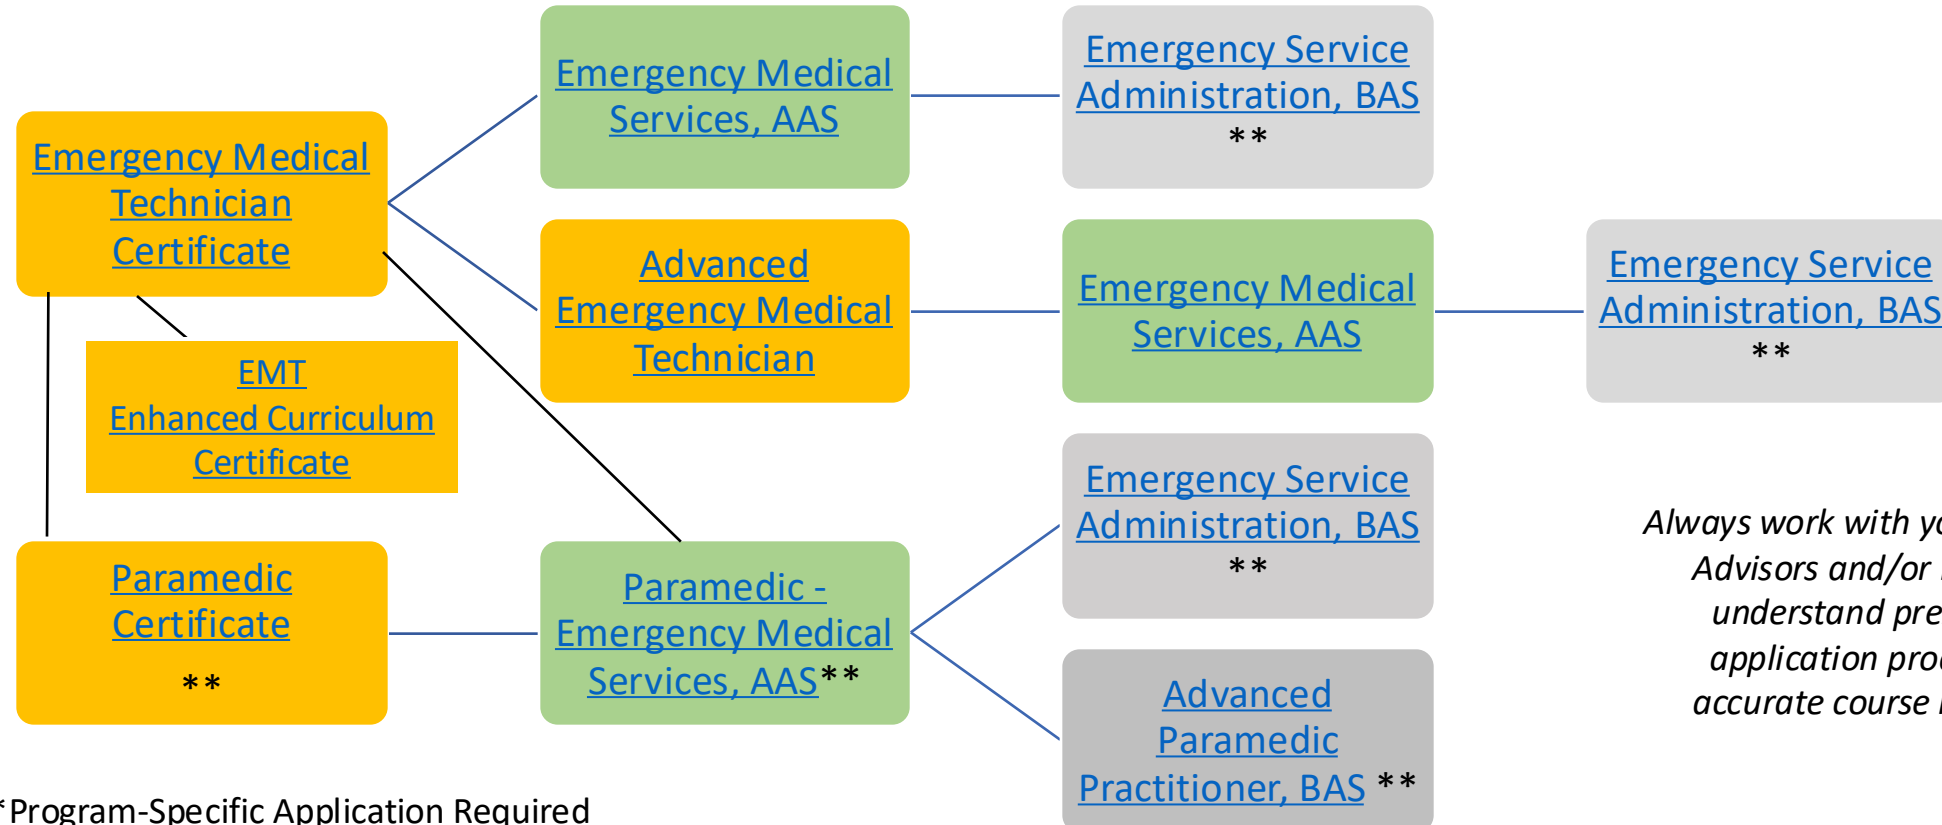 Emergency Medical
Technician
Certificate
EMT
Enhanced Curriculum
Certificate
Paramedic
Certificate
**
Emergency Medical
Services, AAS
Advanced
Emergency Medical
Technician
Paramedic -
Emergency Medical
Services, AAS**
Emergency Service
Administration, BAS
**
Emergency Medical
Services, AAS
Emergency Service
Administration, BAS
**
Advanced
Paramedic
Practitioner, BAS **
Emergency Service
Administration, BAS
**
Always work with
Advisors and/or
understand
application
accurate course
*Program-Specific Application Required